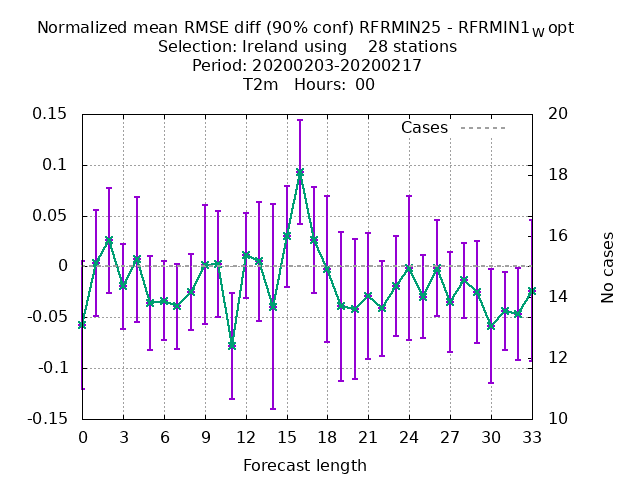 Normalized mean RMSE diff (90% conf) RFRMIN25 - RFRMIN1W opt
Selection: Ireland using 28 stations
Period: 20200203-20200217
T2m Hours: 00
Cases
0.15
0.1
0.05
0
-0.05
-0.1
-0.15
20
18
16
14
12
10
No cases
0 3 6 9 12 15 18 21 24 27 30 33
Forecast length